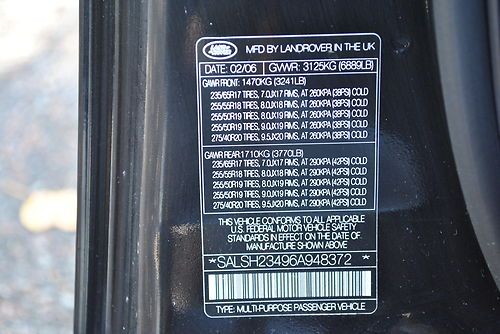 LAND ROVER
MFD BY LANDROVER, IN THE UK
DATE: 02/06 GVWR: 3125KG (6889LB)
GAWR FRONT: 1470KG (3241LB)
235/65R17 TIRES, 7.0JX17 RIMS, AT 260KPA (38PSI) COLD
255/55R18 TIRES, 8.0JX18 RIMS, AT 260KPA (38PSI) COLD
255/50R19 TIRES, 8.0JX19 RIMS, AT 260KPA (38PSI) COLD
255/50R19 TIRES, 9.0JX19 RIMS, AT 260KPA (38PSI) COLD
275/40R20 TIRES, 9.5JX20 RIMS, AT 260KPA (38PSI) COLD
GAWR REAR: 1710KG (3770LB)
235/65R17 TIRES, 7.0JX17 RIMS, AT 290KPA (42PSI) COLD
255/55R18 TIRES, 8.0JX18 RIMS, AT 290KPA (42PSI) COLD
255/50R19 TIRES, 8.0JX19 RIMS, AT 290KPA (42PSI) COLD
255/50R19 TIRES, 9.0JX19 RIMS, AT 290KPA (42PSI) COLD
275/40R20 TIRES, 9.5JX20 RIMS, AT 290KPA (42PSI) COLD
THIS VEHICLE CONFORMS TO ALL APPLICABLE
U.S. FEDERAL MOTOR VEHICLE SAFETY
STANDARDS IN EFFECT ON THE DATE OF
MANUFACTURE SHOWN ABOVE
*SALSH23496A948372*
TYPE: MULTI-PURPOSE PASSENGER VEHICLE